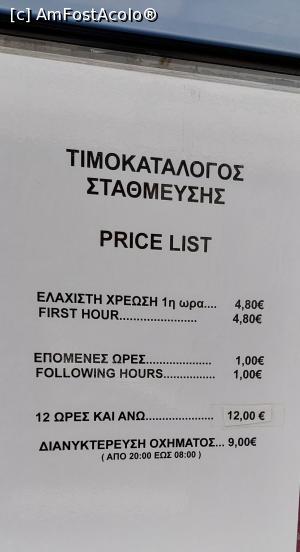 [c] AmFostAcolo®
ΤΙΜΟΚΑΤΑΛΟΓΟΣ
ΣΤΑΘΜΕΥΣΗΣ
PRICE LIST
ΕΛΑΧΙΣΤΗ ΧΡΕΩΣΗ 1η ωρα.... 4,80€
FIRST HOUR....................... 4,80€
ΕΠΟΜΕΝΕΣ ΩΡΕΣ................... 1,00€
FOLLOWING HOURS............... 1,00€
12 ΩΡΕΣ ΚΑΙ ΑΝΩ.................... 12,00 €
ΔΙΑΝΥΚΤΕΡΕΥΣΗ ΟΧΗΜΑΤΟΣ... 9,00€
( ΑΠΟ 20:00 ΕΩΣ 08:00 )